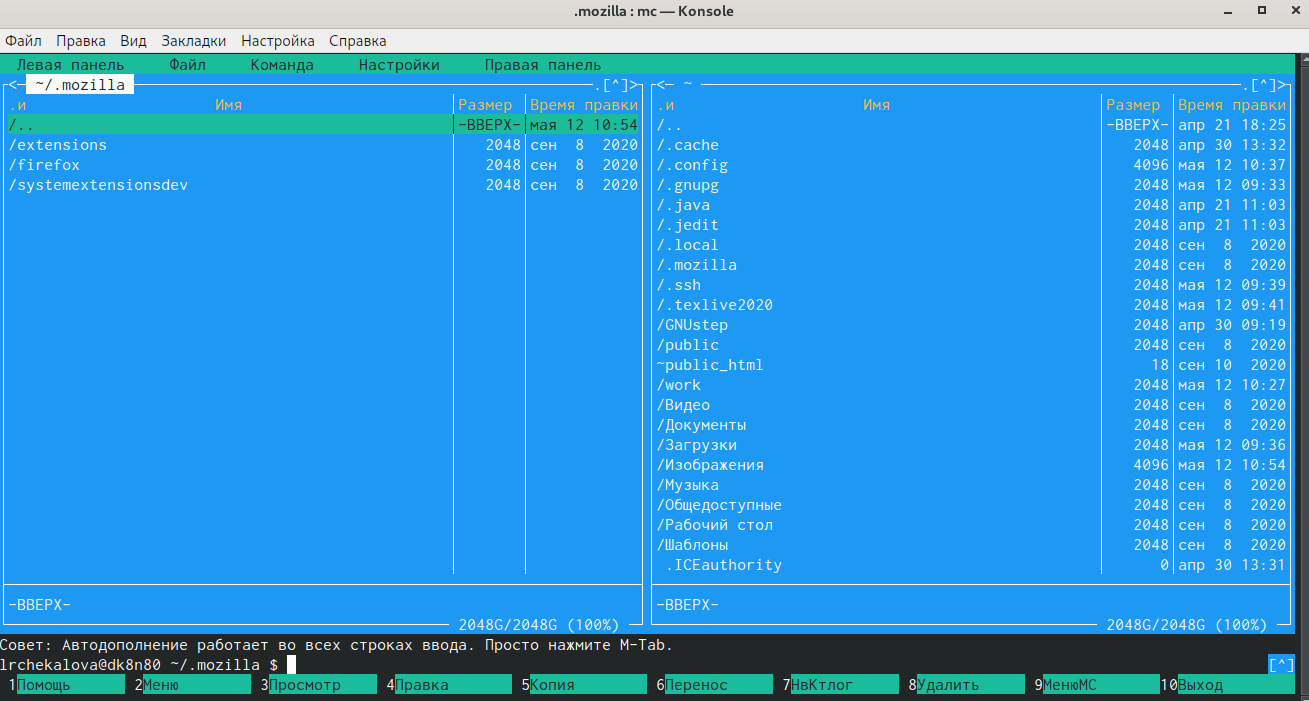 .mozilla : mc — Konsole
Файл Правка Вид Закладки Настройка Справка
Левая панель Файл Команда Настройки Правая панель
<─ ~/.mozilla .[^]>
.и Имя Размер Время правки
/.. -ВВЕРХ- мая 12 10:54
/extensions 2048 сен 8 2020
/firefox 2048 сен 8 2020
/systemextensionsdev 2048 сен 8 2020
-ВВЕРХ-
2048G/2048G (100%)
<─ ~ .[^]>
.и Имя Размер Время правки
/.. -ВВЕРХ- апр 21 18:25
/.cache 2048 апр 30 13:32
/.config 4096 мая 12 10:37
/.gnupg 2048 мая 12 09:33
/.java 2048 апр 21 11:03
/.jedit 2048 апр 21 11:03
/.local 2048 сен 8 2020
/.mozilla 2048 сен 8 2020
/.ssh 2048 мая 12 09:39
/.texlive2020 2048 мая 12 09:41
/GNUstep 2048 апр 30 09:19
/public 2048 сен 8 2020
~public_html 18 сен 10 2020
/work 2048 мая 12 10:27
/Видео 2048 сен 8 2020
/Документы 2048 сен 8 2020
/Загрузки 2048 мая 12 09:36
/Изображения 4096 мая 12 10:54
/Музыка 2048 сен 8 2020
/Общедоступные 2048 сен 8 2020
/Рабочий стол 2048 сен 8 2020
/Шаблоны 2048 сен 8 2020
.ICEauthority 0 апр 30 13:31
-ВВЕРХ-
2048G/2048G (100%)
Совет: Автодополнение работает во всех строках ввода. Просто нажмите M-Tab.
lrchekalova@dk8n80 ~/.mozilla $ [^]
1Помощь 2Меню 3Просмотр 4Правка 5Копия 6Перенос 7НвКтлог 8Удалить 9МенюМС 10Выход